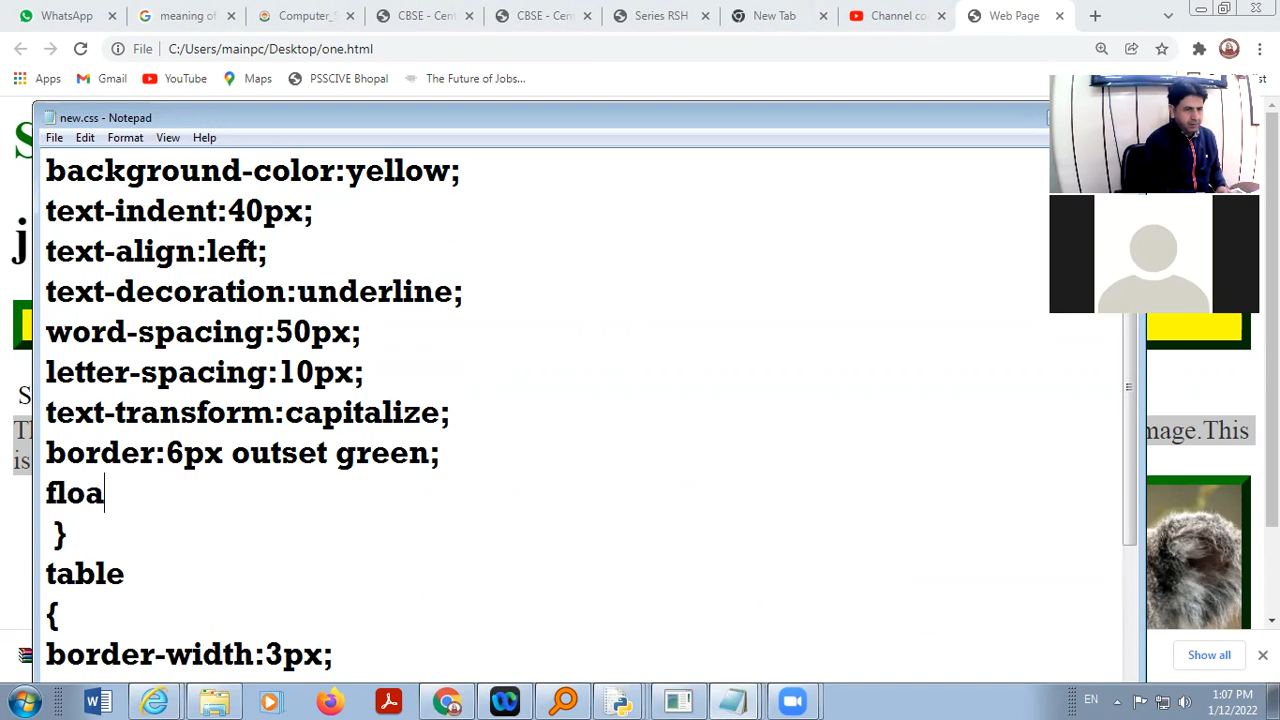 WhatsApp
meaning of
Computer_S
CBSE - Cent
CBSE - Cent
Series RSH
New Tab
Channel co
Web Page
File
C:/Users/mainpc/Desktop/one.html
Apps
Gmail
YouTube
Maps
PSSCIVE Bhopal
The Future of Jobs...
new.css - Notepad
File Edit Format View Help
background-color:yellow;
text-indent:40px;
text-align:left;
text-decoration:underline;
word-spacing:50px;
letter-spacing:10px;
text-transform:capitalize;
border:6px outset green;
floa
}
table
{
border-width:3px;
S
j
S
mage.This
is
Show all
EN
1:07 PM
1/12/2022